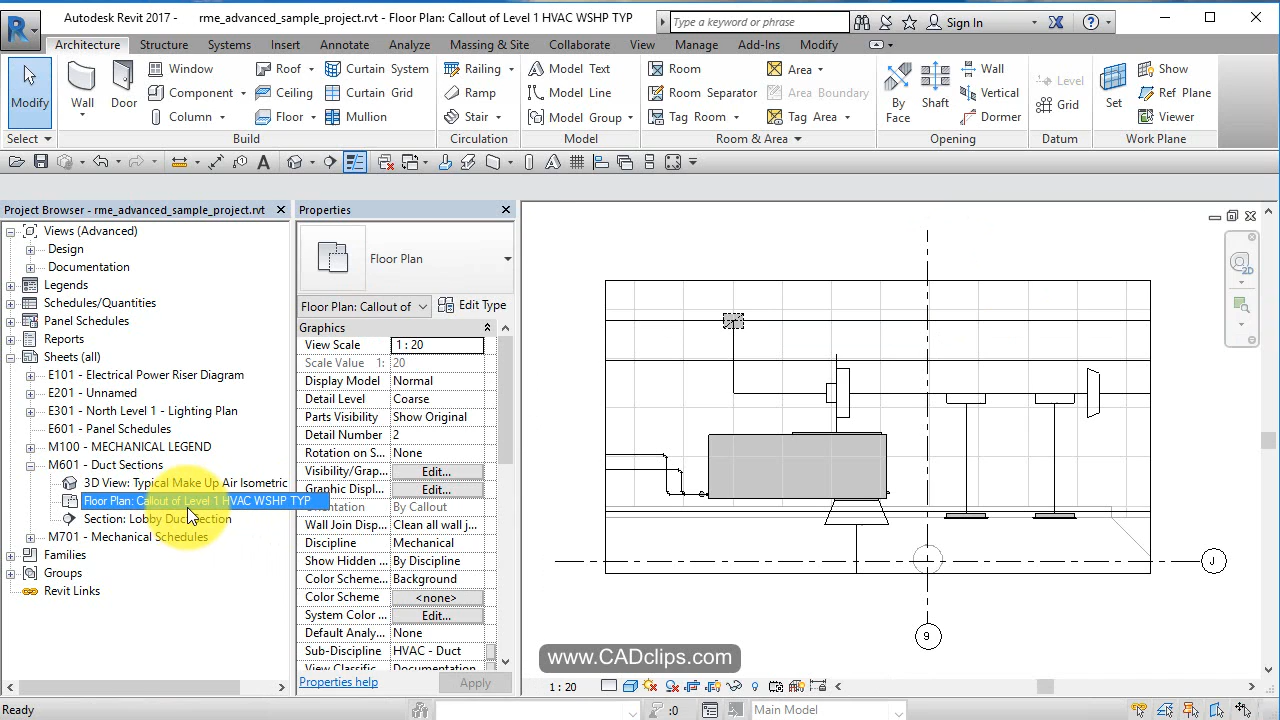 Autodesk Revit 2017 - rme_advanced_sample_project.rvt - Floor Plan: Callout of Level 1 HVAC WSHP TYP
Type a keyword or phrase
Sign In
Architecture Structure Systems Insert Annotate Analyze Massing & Site Collaborate View Manage Add-Ins Modify
Modify
Wall
Door
Window
Component
Column
Roof
Ceiling
Floor
Curtain System
Curtain Grid
Mullion
Railing
Ramp
Stair
Model Text
Model Line
Model Group
Room
Room Separator
Tag Room
Area
Area Boundary
Tag Area
By Face
Shaft
Wall
Vertical
Dormer
Level
Grid
Set
Show
Ref Plane
Viewer
Select Build Circulation Model Room & Area Opening Datum Work Plane
Project Browser - rme_advanced_sample_project.rvt
Views (Advanced)
Design
Documentation
Legends
Schedules/Quantities
Panel Schedules
Reports
Sheets (all)
E101 - Electrical Power Riser Diagram
E201 - Unnamed
E301 - North Level 1 - Lighting Plan
E601 - Panel Schedules
M100 - MECHANICAL LEGEND
M601 - Duct Sections
3D View: Typical Make Up Air Isometric
Floor Plan: Callout of Level 1 HVAC WSHP TYP
Section: Lobby Duct Section
M701 - Mechanical Schedules
Families
Groups
Revit Links
Properties
Floor Plan
Floor Plan: Callout of
Edit Type
Graphics
View Scale 1 : 20
Scale Value 1: 20
Display Model Normal
Detail Level Coarse
Parts Visibility Show Original
Detail Number 2
Rotation on S... None
Visibility/Grap... Edit...
Graphic Displ... Edit...
Orientation By Callout
Wall Join Disp... Clean all wall j...
Discipline Mechanical
Show Hidden ... By Discipline
Color Scheme... Background
Color Scheme <none>
System Color ... Edit...
Default Analy... None
Sub-Discipline HVAC - Duct
View Classific... Documentation
Properties help
Apply
J
9
www.CADclips.com
1 : 20
Ready
:0
Main Model